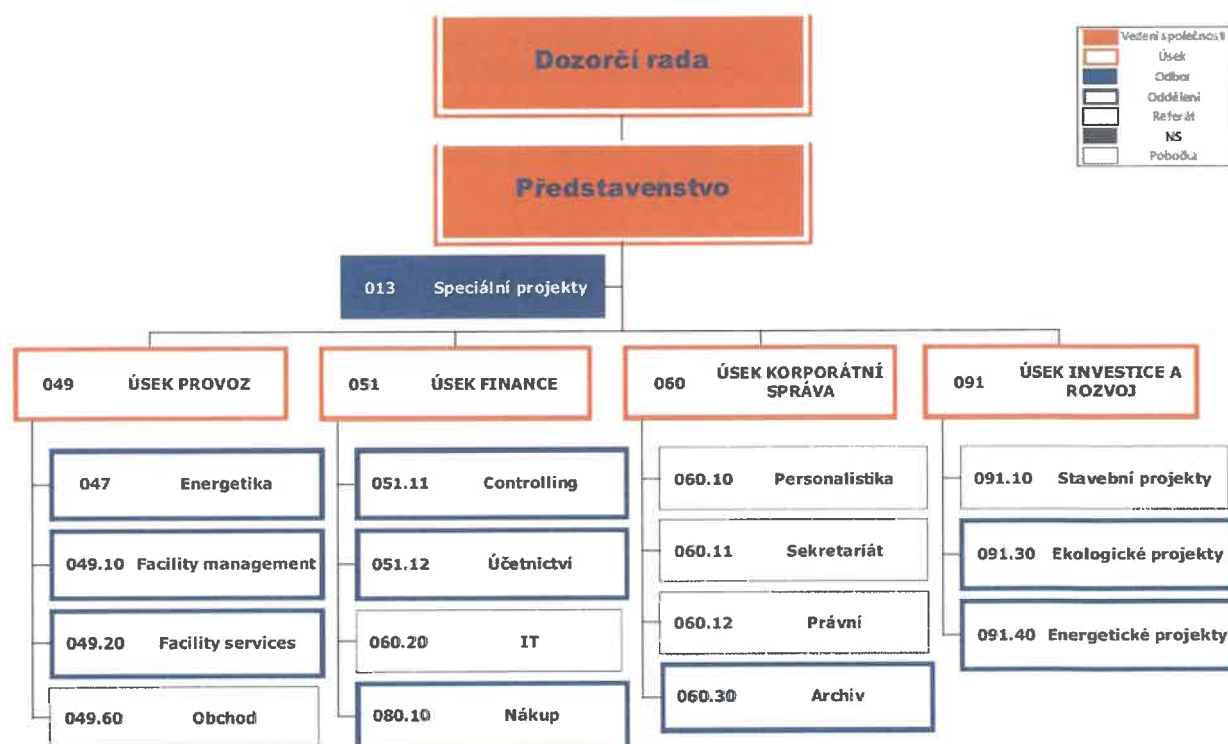 Dozorčí rada
Vedení společnosti
Úsek
Odbor
Oddělení
Referát
NS
Pobočka
Představenstvo
013 Speciální projekty
049 ÚSEK PROVOZ
051 ÚSEK FINANCE
060 ÚSEK KORPORÁTNÍ
SPRÁVA
091 ÚSEK INVESTICE A
ROZVOJ
047 Energetika
049.10 Facility management
049.20 Facility services
049.60 Obchod
051.11 Controlling
051.12 Účetnictví
060.20 IT
080.10 Nákup
060.10 Personalistika
060.11 Sekretariát
060.12 Právní
060.30 Archiv
091.10 Stavební projekty
091.30 Ekologické projekty
091.40 Energetické projekty